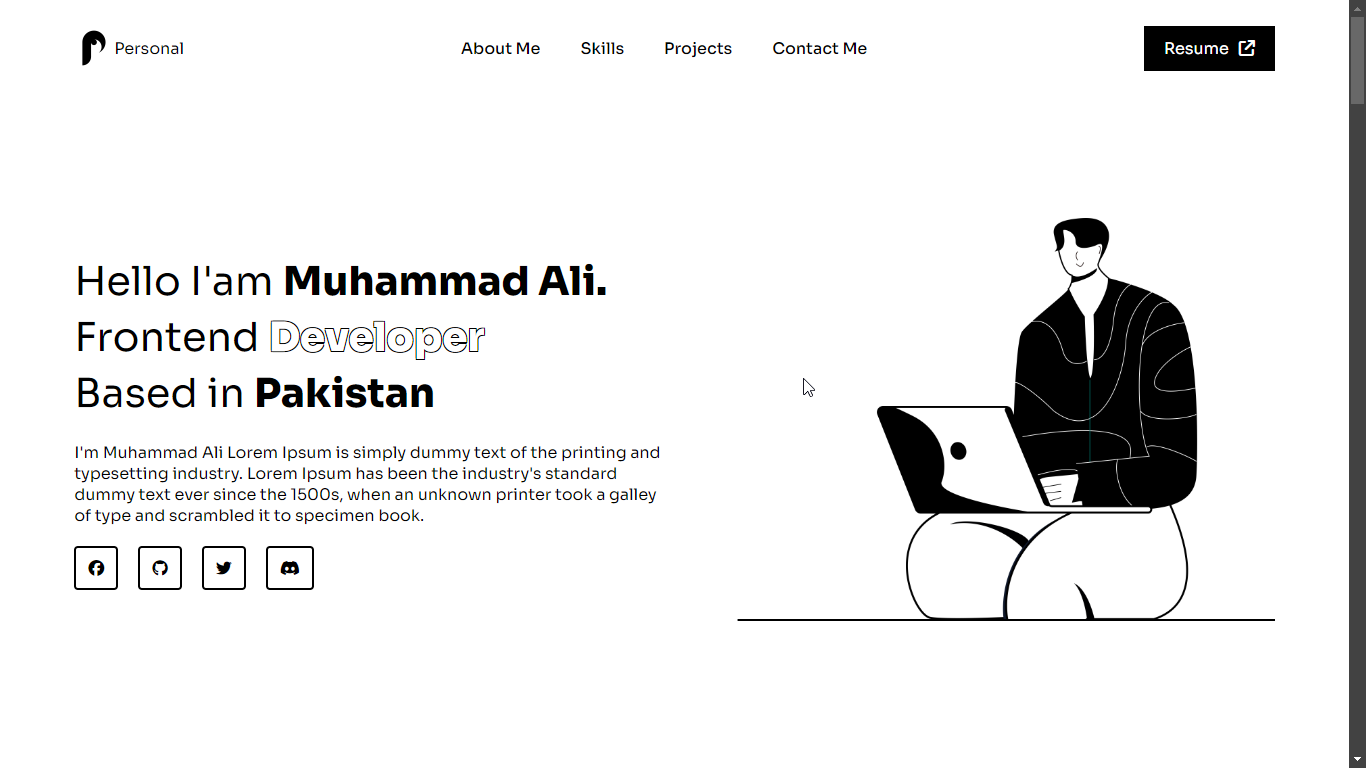 Personal
About Me
Skills
Projects
Contact Me
Resume
Hello I'am Muhammad Ali.
Frontend Developer
Based in Pakistan
I'm Muhammad Ali Lorem Ipsum is simply dummy text of the printing and
typesetting industry. Lorem Ipsum has been the industry's standard
dummy text ever since the 1500s, when an unknown printer took a galley
of type and scrambled it to specimen book.